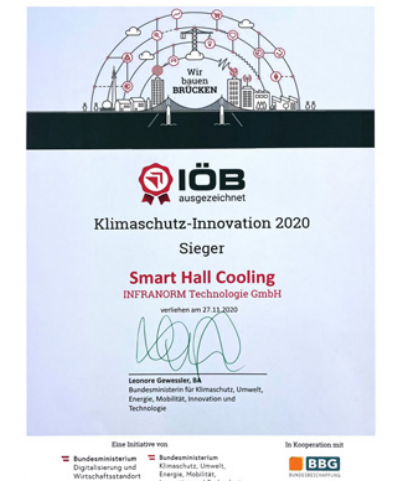 Wir
bauen
BRÜCKEN
IÖB
ausgezeichnet
Klimaschutz-Innovation 2020
Sieger
Smart Hall Cooling
INFRANORM Technologie GmbH
verliehen am 27.11.2020
Leonore Gewessler, BA
Bundesministerin für Klimaschutz, Umwelt,
Energie, Mobilität, Innovation und
Technologie
Eine Initiative von
In Kooperation mit
Bundesministerium
Digitalisierung und
Wirtschaftsstandort
Bundesministerium
Klimaschutz, Umwelt,
Energie, Mobilität,
BBG